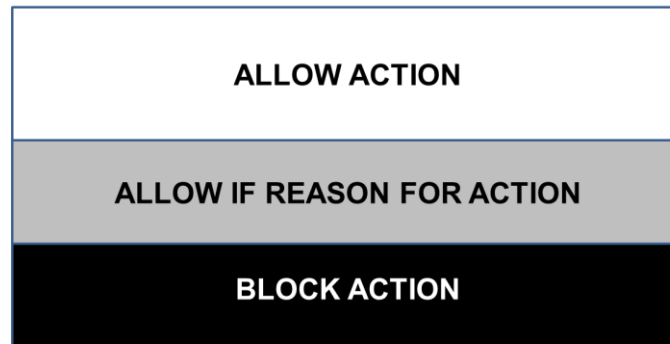 ALLOW ACTION
ALLOW IF REASON FOR ACTION
BLOCK ACTION